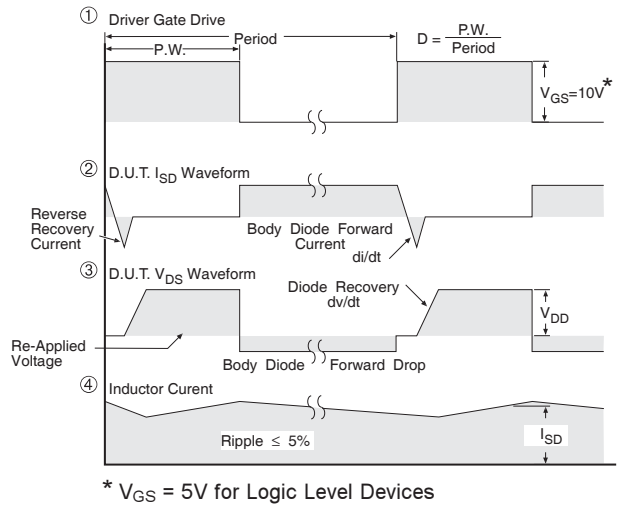 ① Driver Gate Drive
P.W.
Period
D = P.W.
Period
VGS=10V*
② D.U.T. ISD Waveform
Reverse
Recovery
Current
Body Diode Forward
Current
di/dt
③ D.U.T. VDS Waveform
Diode Recovery
dv/dt
VDD
Re-Applied
Voltage
Body Diode Forward Drop
④ Inductor Curent
Ripple ≤ 5%
ISD
* VGS = 5V for Logic Level Devices